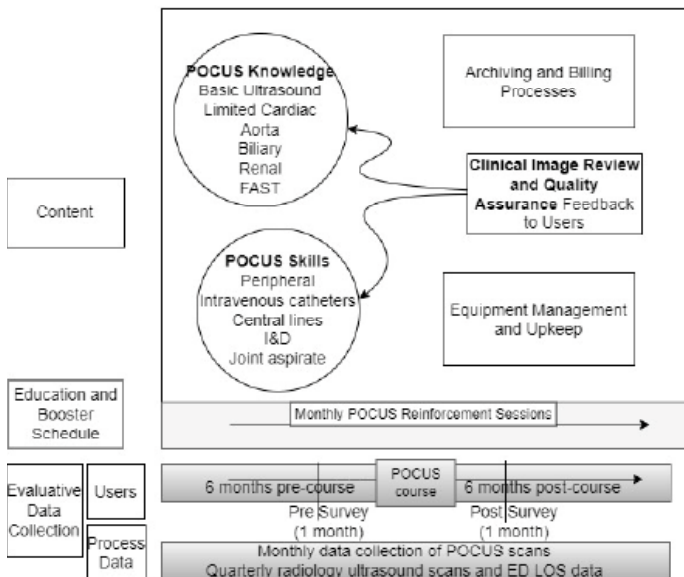 POCUS Knowledge
Basic Ultrasound
Limited Cardiac
Aorta
Biliary
Renal
FAST
Archiving and Billing
Processes
Clinical Image Review
and Quality
Assurance Feedback
to Users
Content
POCUS Skills
Peripheral
Intravenous catheters
Central lines
I&D
Joint aspirate
Equipment Management
and Upkeep
Education and
Booster
Schedule
Monthly POCUS Reinforcement Sessions
Evaluative
Data
Collection
Users
6 months pre-course
POCUS
course
6 months post-course
Pre Survey
(1 month)
Post Survey
(1 month)
Process
Data
Monthly data collection of POCUS scans
Quarterly radiology ultrasound scans and ED LOS data